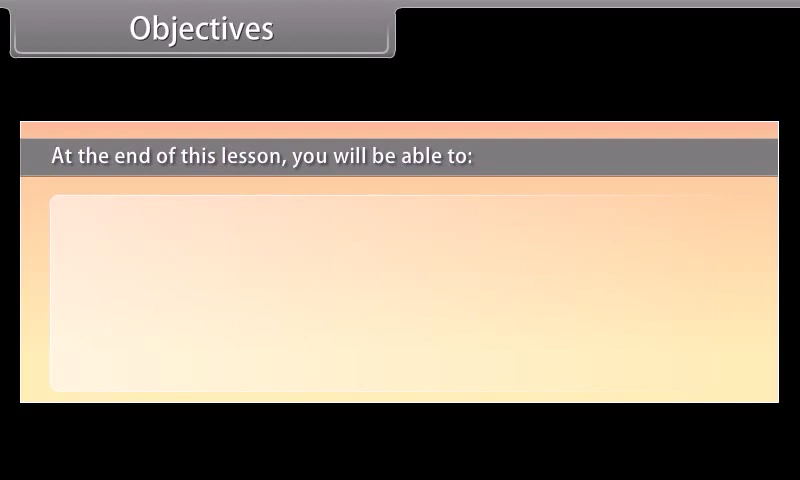 Objectives
At the end of this lesson, you will be able to: